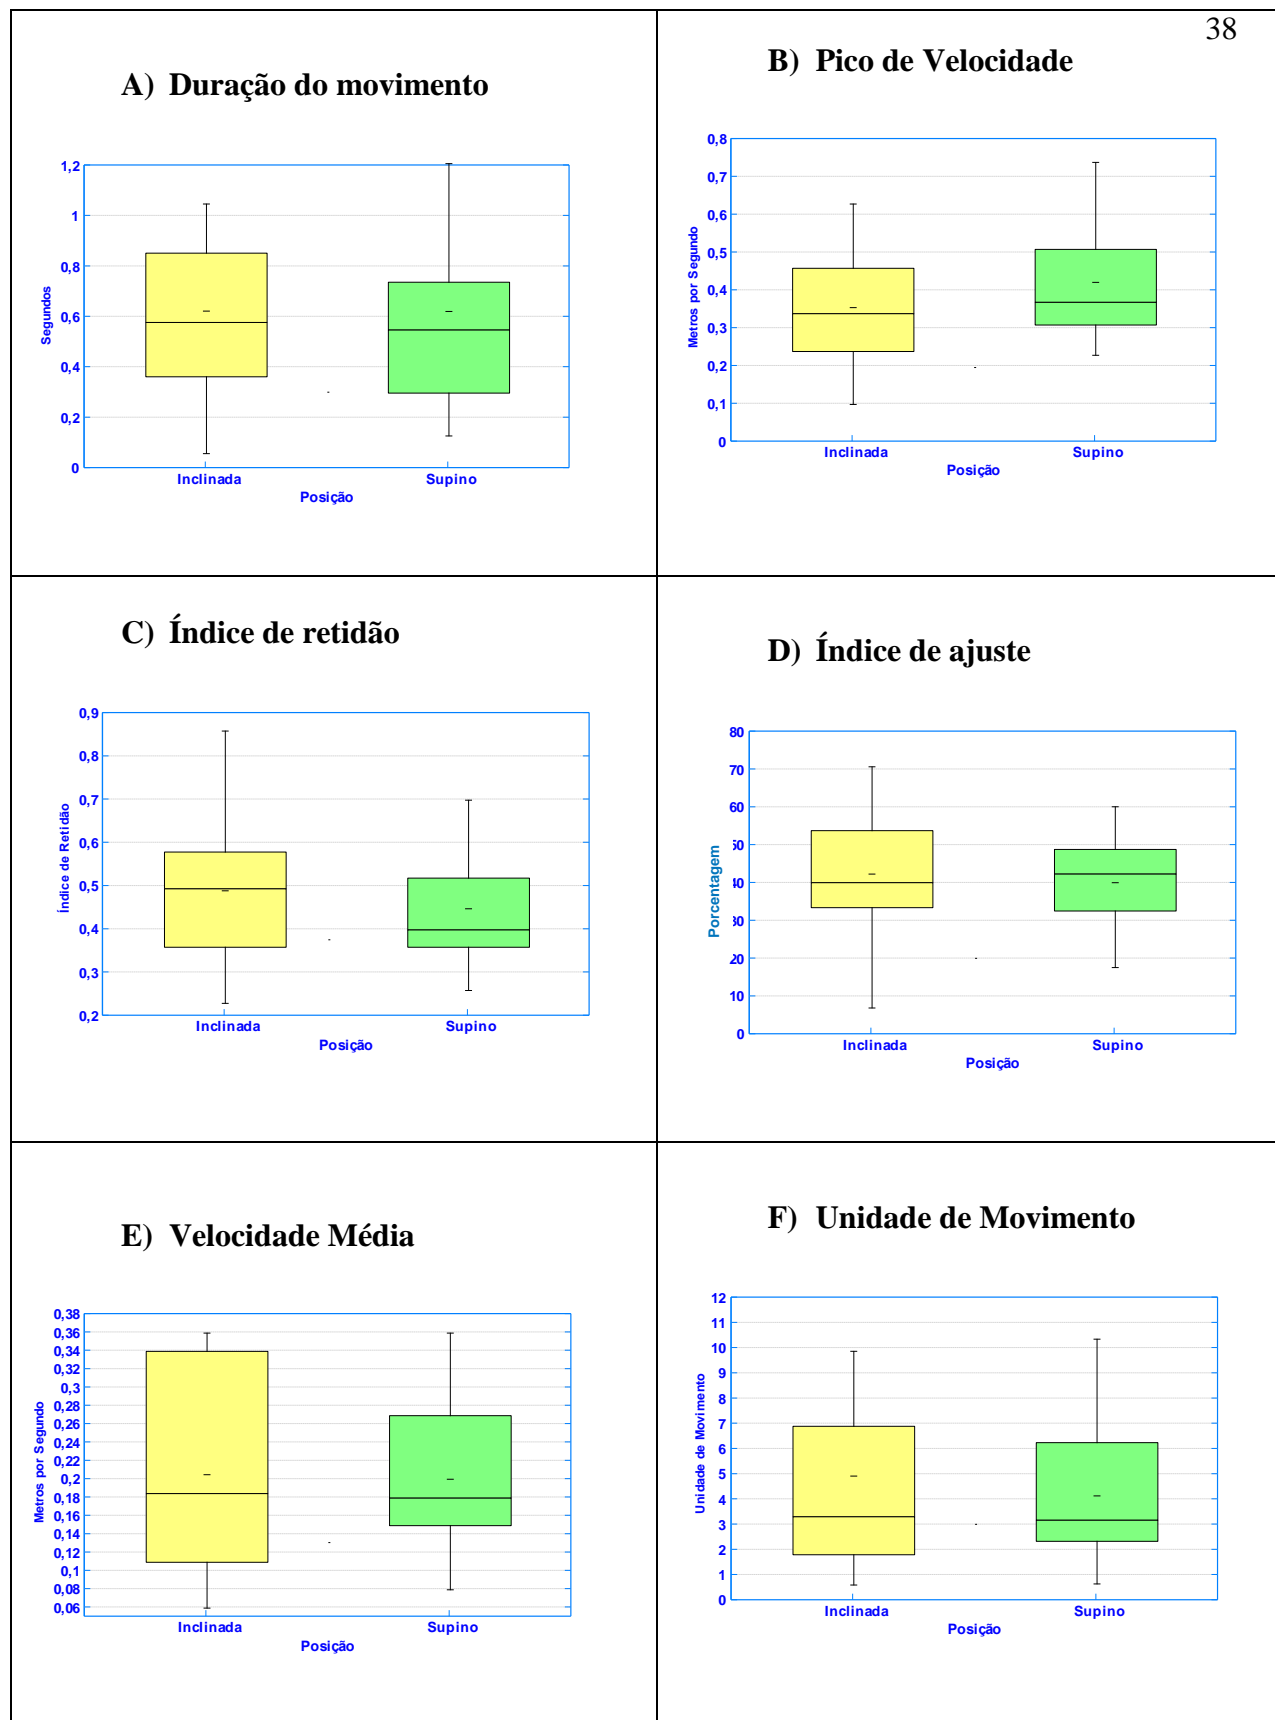 38
A) Duração do movimento
1,2
1
0,8
0,6
0,4
0,2
0
Segundos
Inclinada Supino
Posição
B) Pico de Velocidade
0,8
0,7
0,6
0,5
0,4
0,3
0,2
0,1
0
Metros por Segundo
Inclinada Supino
Posição
C) Índice de retidão
0,9
0,8
0,7
0,6
0,5
0,4
0,3
0,2
Índice de Retidão
Inclinada Supino
Posição
D) Índice de ajuste
80
70
60
50
40
30
20
10
0
Porcentagem
Inclinada Supino
Posição
E) Velocidade Média
0,38
0,36
0,34
0,32
0,3
0,28
0,26
0,24
0,22
0,2
0,18
0,16
0,14
0,12
0,1
0,08
0,06
Metros por Segundo
Inclinada Supino
Posição
F) Unidade de Movimento
12
11
10
9
8
7
6
5
4
3
2
1
0
Unidade de Movimento
Inclinada Supino
Posição